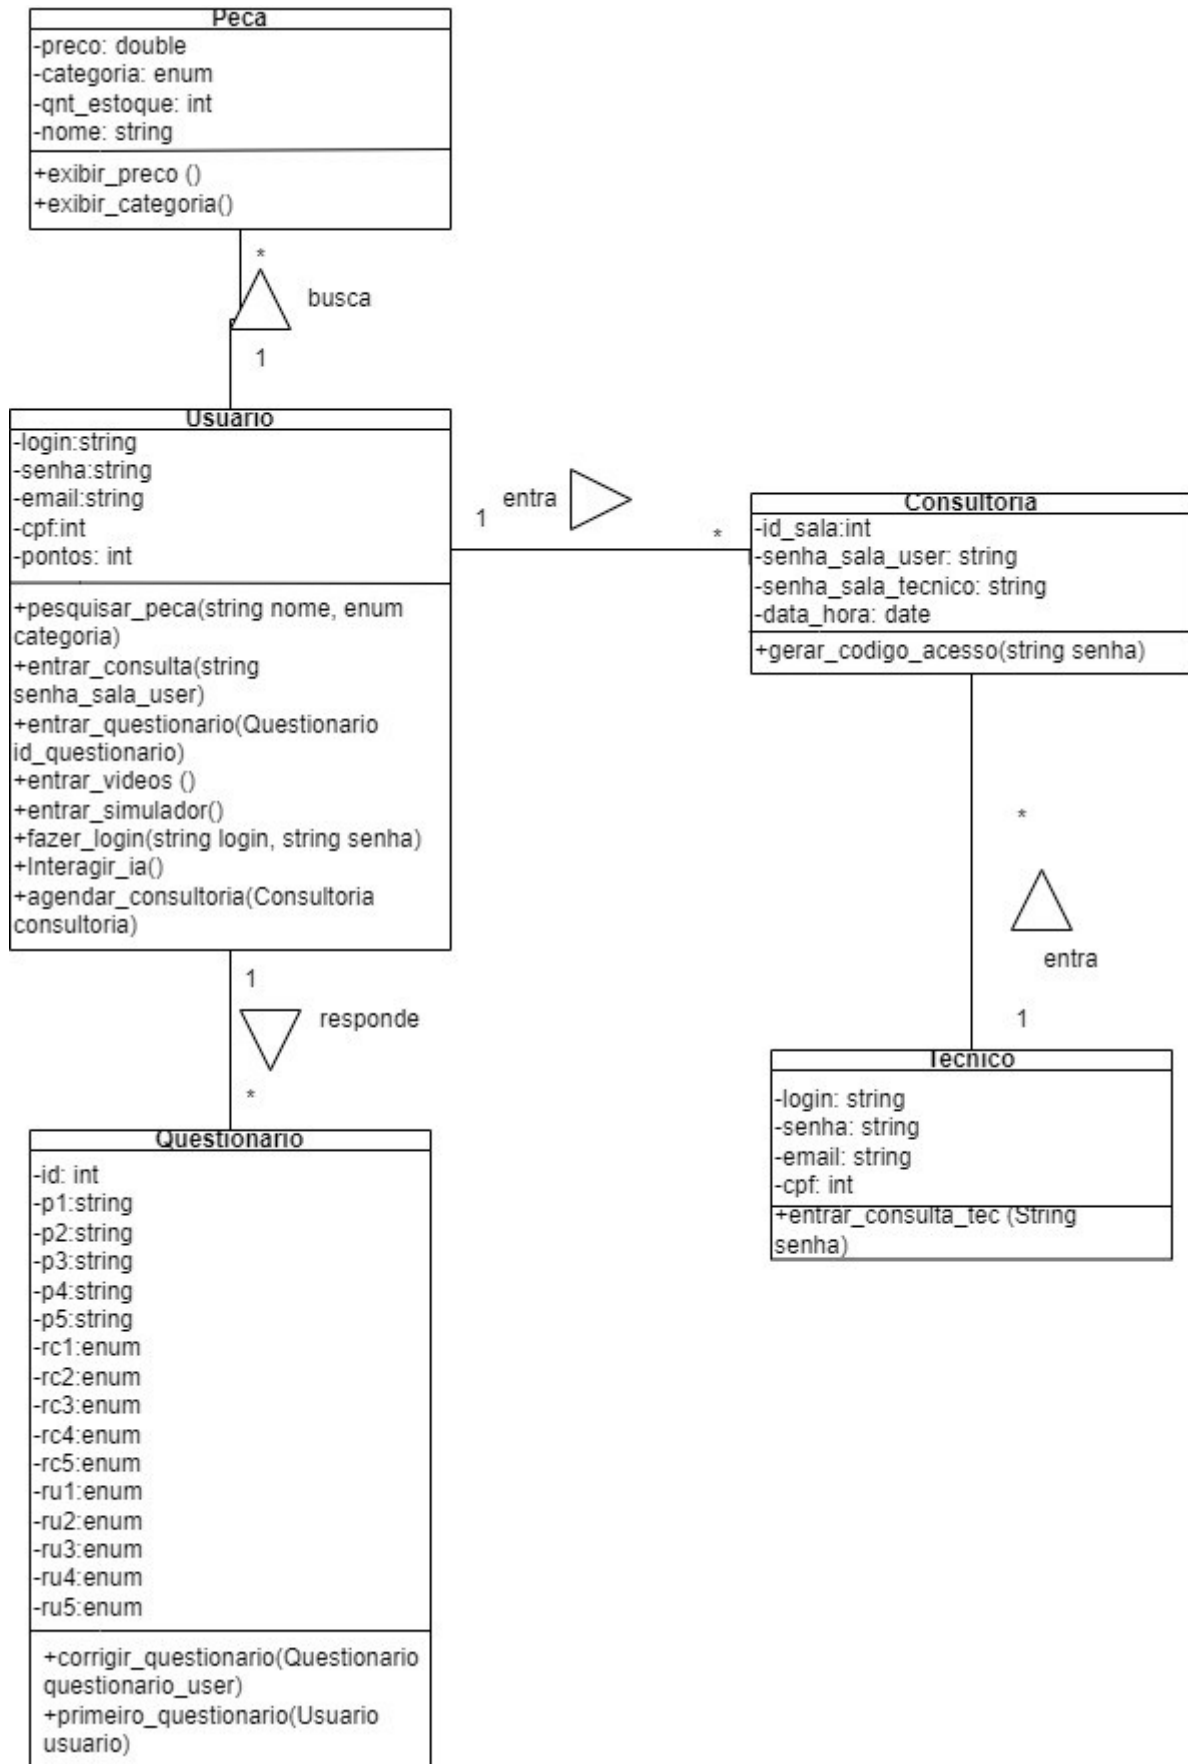 Peca
-preco: double
-categoria: enum
-qnt_estoque: int
-nome: string
+exibir_preco ()
+exibir_categoria()
*
busca
1
Usuario
-login:string
-senha:string
-email:string
-cpf:int
-pontos: int
+pesquisar_peca(string nome, enum
categoria)
+entrar_consulta(string
senha_sala_user)
+entrar_questionario(Questionario
id_questionario)
+entrar_videos ()
+entrar_simulador()
+fazer_login(string login, string senha)
+Interagir_ia()
+agendar_consultoria(Consultoria
consultoria)
1
entra
*
Consultoria
-id_sala:int
-senha_sala_user: string
-senha_sala_tecnico: string
-data_hora: date
+gerar_codigo_acesso(string senha)
*
entra
1
Tecnico
-login: string
-senha: string
-email: string
-cpf: int
+entrar_consulta_tec (String
senha)
1
responde
*
Questionario
-id: int
-p1:string
-p2:string
-p3:string
-p4:string
-p5:string
-rc1:enum
-rc2:enum
-rc3:enum
-rc4:enum
-rc5:enum
-ru1:enum
-ru2:enum
-ru3:enum
-ru4:enum
-ru5:enum
+corrigir_questionario(Questionario
questionario_user)
+primeiro_questionario(Usuario
usuario)